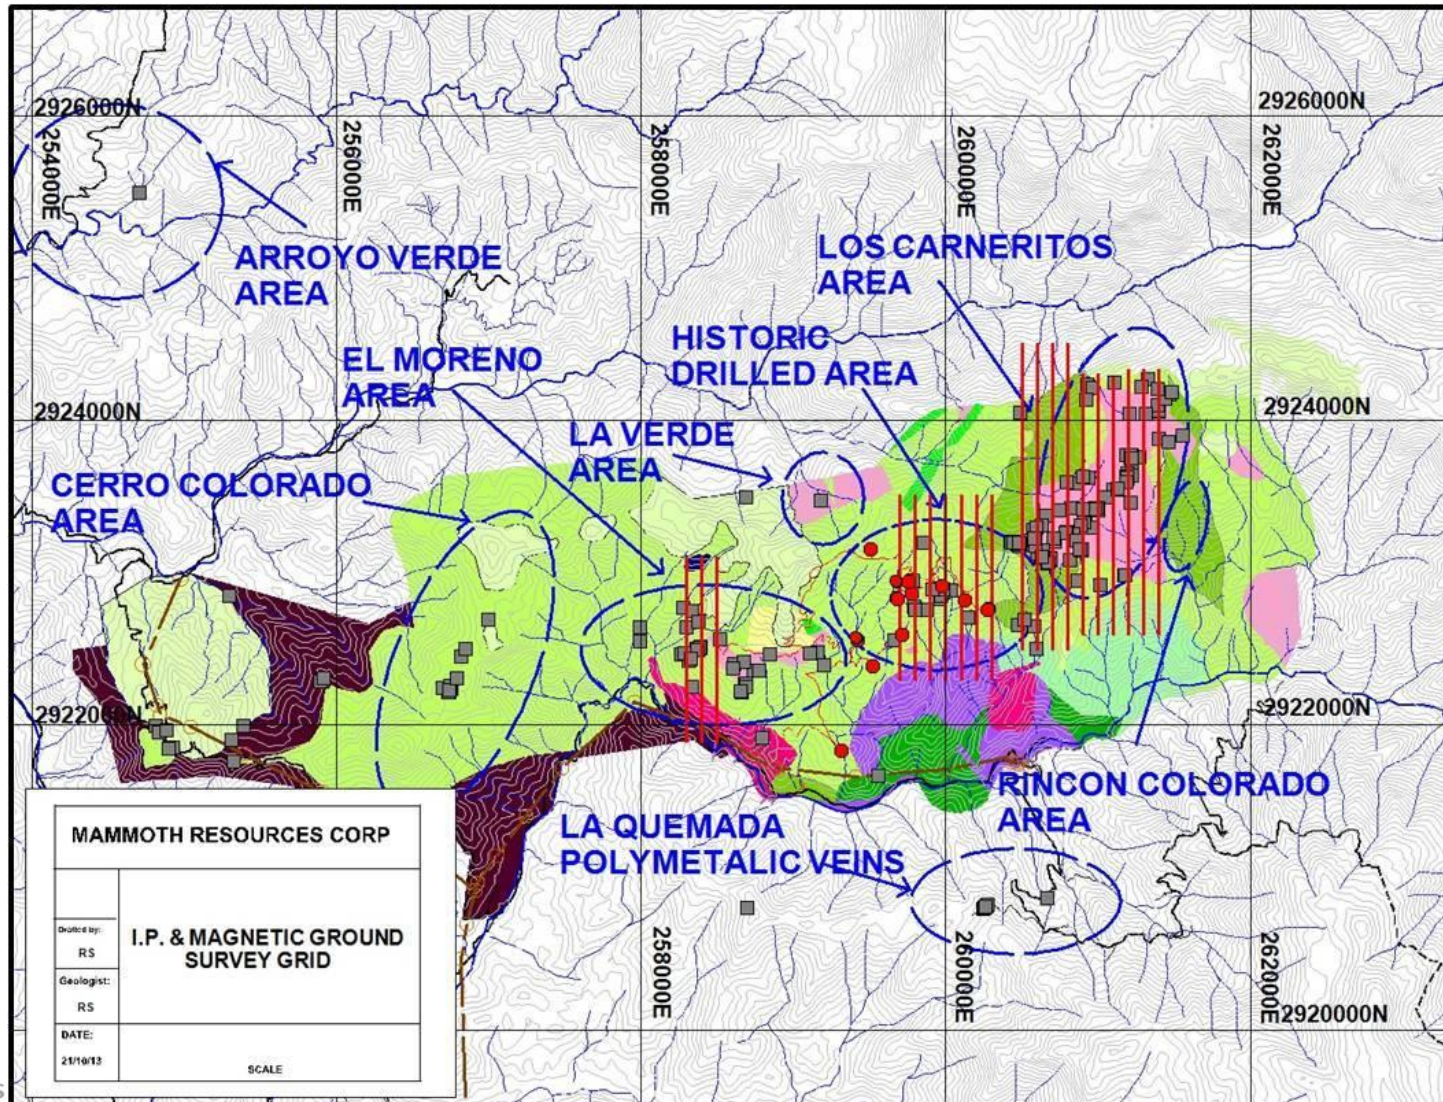 2926000N
2926000N
254000E
256000E
258000E
260000E
262000E
ARROYO VERDE
AREA
LOS CARNERITOS
AREA
HISTORIC
DRILLED AREA
EL MORENO
AREA
2924000N
2924000N
LA VERDE
AREA
CERRO COLORADO
AREA
2922000N
2922000N
RINCON COLORADO
AREA
LA QUEMADA
POLYMETALIC VEINS
258000E
260000E
262000E
2920000N
MAMMOTH RESOURCES CORP
I.P. & MAGNETIC GROUND
SURVEY GRID
Drafted by:
RS
Geologist:
RS
DATE:
21/10/13
SCALE